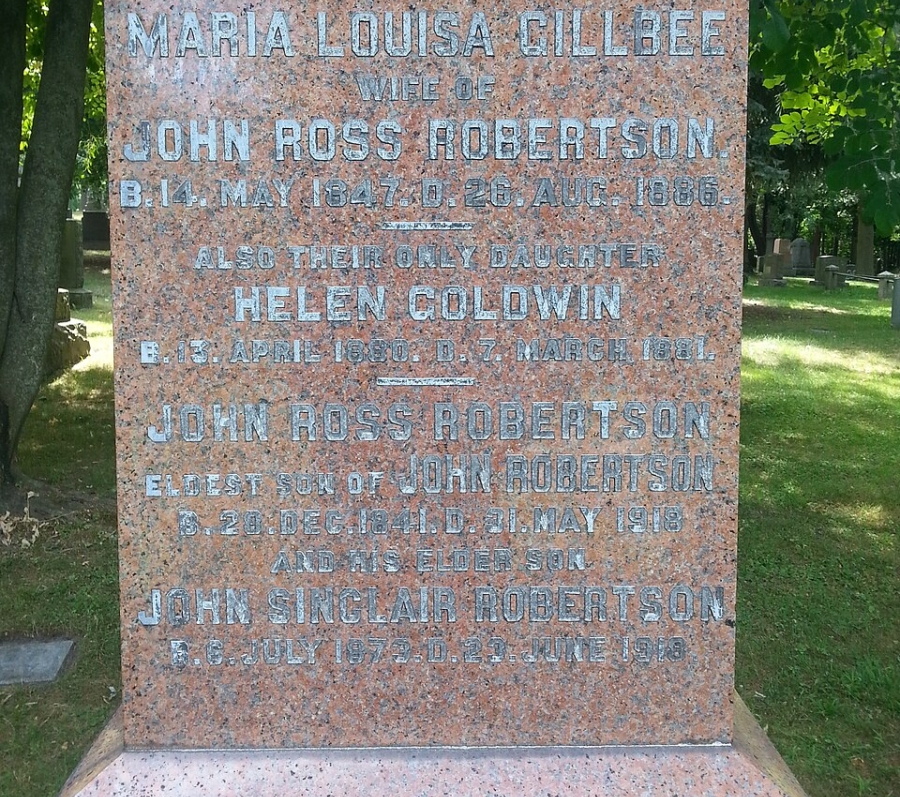 MARIA LOUISA GILLBEE
WIFE OF
JOHN ROSS ROBERTSON.
B.14. MAY 1847. D. 26. AUG. 1886.
ALSO THEIR ONLY DAUGHTER
HELEN GOLDWIN
B. 13. APRIL 1880. D. 7. MARCH. 1881.
JOHN ROSS ROBERTSON
ELDEST SON OF JOHN ROBERTSON
B. 28. DEC. 1841. D. 31. MAY 1918
AND HIS ELDER SON
JOHN SINCLAIR ROBERTSON
B. 6. JULY 1873. D. 23. JUNE 1918